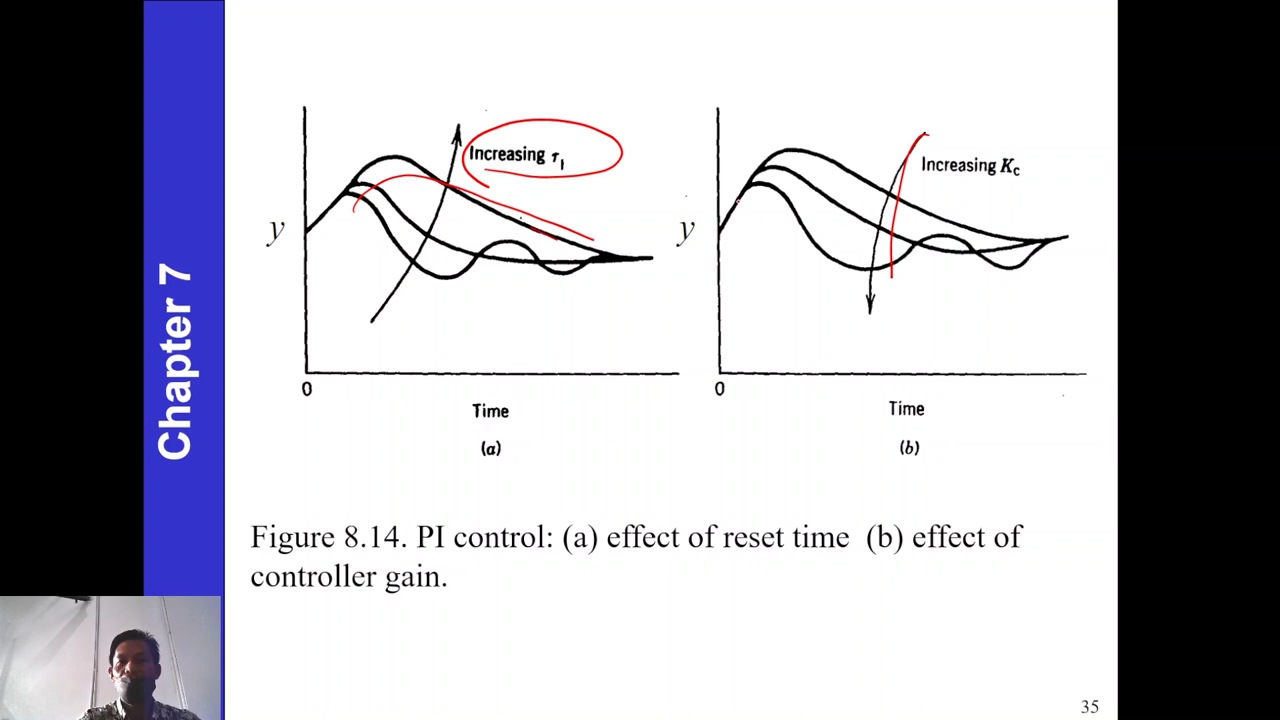 Chapter 7
Increasing τI
y
0
Time
(a)
Increasing Kc
y
0
Time
(b)
Figure 8.14. PI control: (a) effect of reset time (b) effect of
controller gain.
35